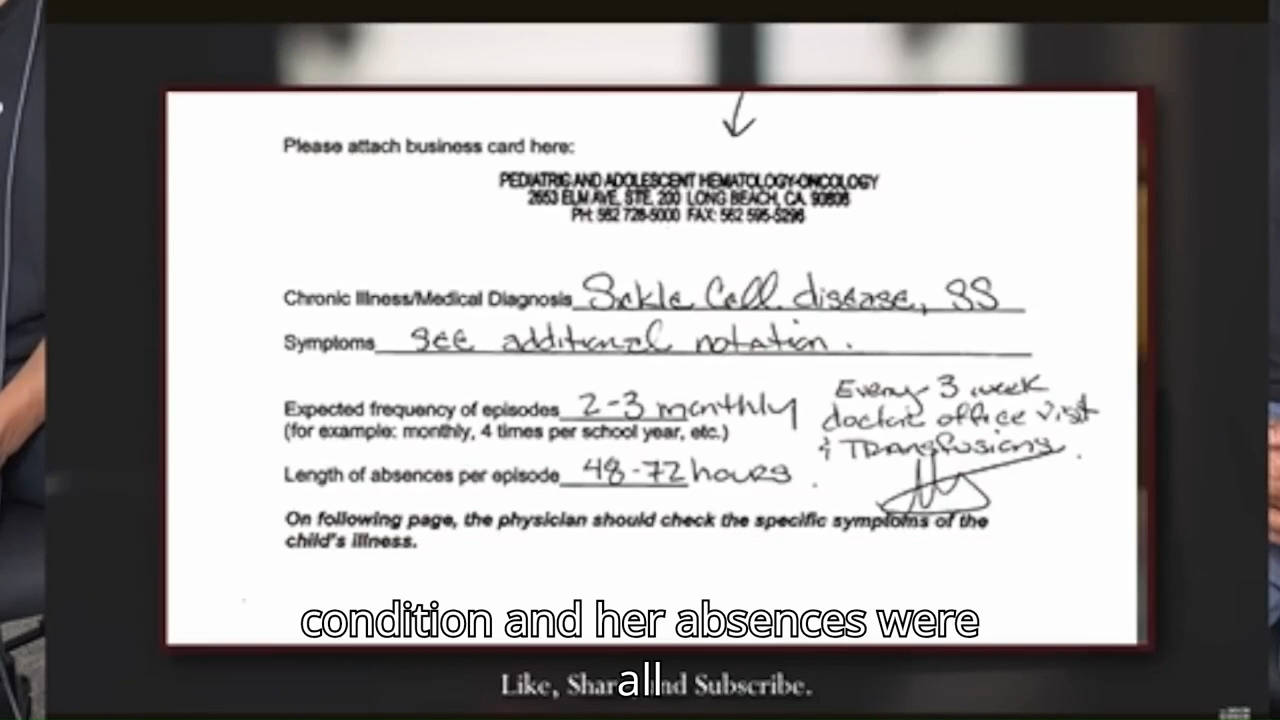 Please attach business card here:
PEDIATRIC AND ADOLESCENT HEMATOLOGY-ONCOLOGY
2653 ELM AVE, STE, 200 LONG BEACH, CA. 90806
PH: 562 728-5000 FAX: 562 595-5296
Chronic Illness/Medical Diagnosis Sickle Cell disease, SS
Symptoms see additional notation.
Expected frequency of episodes 2-3 monthly
(for example: monthly, 4 times per school year, etc.)
Every 3 week
doctor office visit
& Transfusions.
Length of absences per episode 48-72 hours.
On following page, the physician should check the specific symptoms of the
child's illness.
condition and her absences were
all
Like, Share and Subscribe.